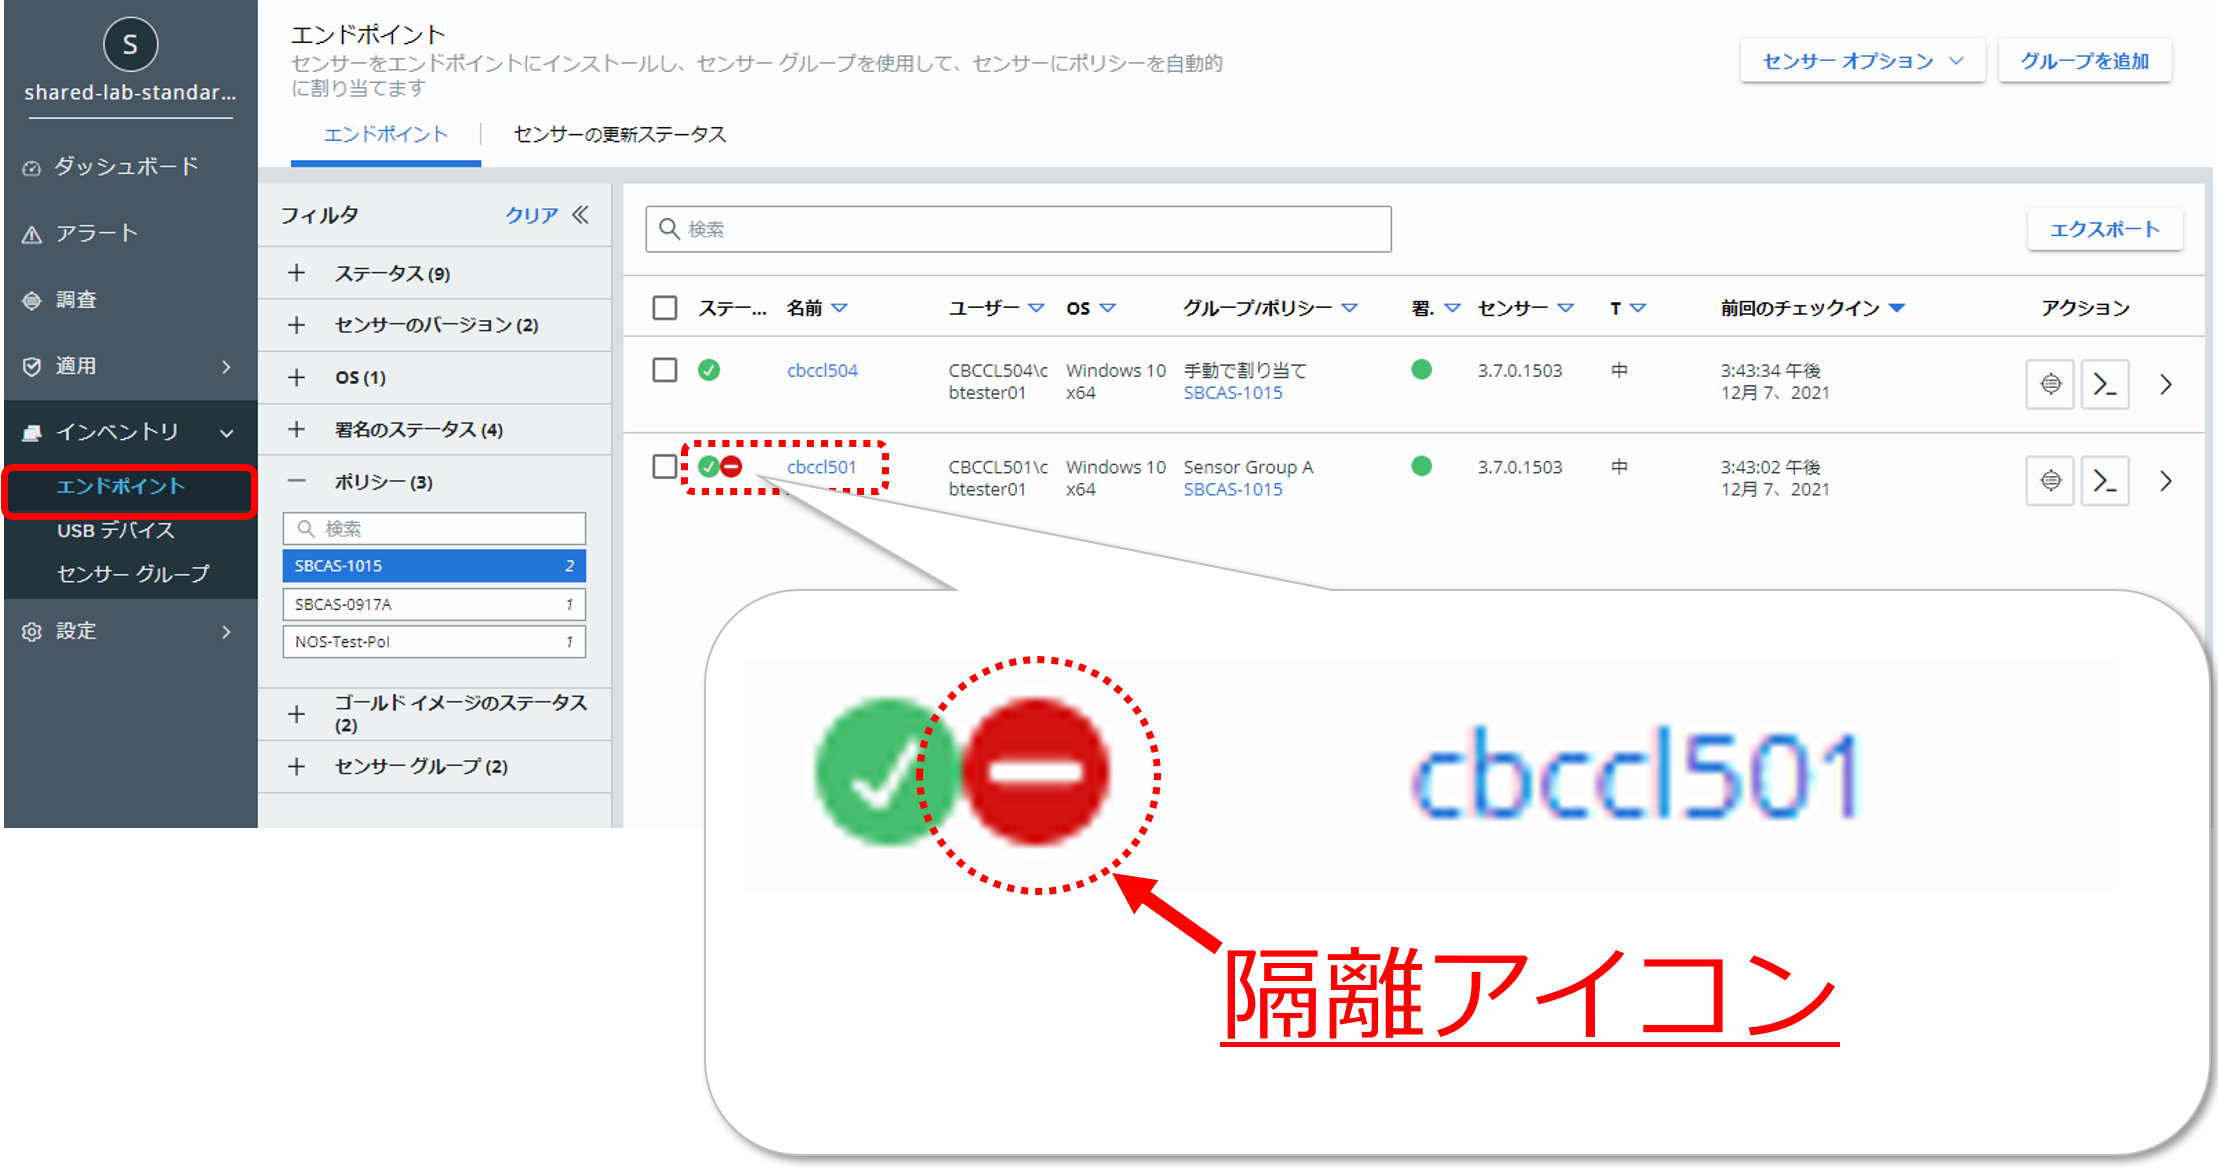 S
shared-lab-standar...
ダッシュボード
アラート
調査
適用
インベントリ
エンドポイント
USB デバイス
センサー グループ
設定
エンドポイント
センサーをエンドポイントにインストールし、センサー グループを使用して、センサーにポリシーを自動的
に割り当てます
センサー オプション
グループを追加
エンドポイント
センサーの更新ステータス
フィルタ
クリア
ステータス (9)
センサーのバージョン (2)
OS (1)
署名のステータス (4)
ポリシー (3)
検索
SBCAS-1015 2
SBCAS-0917A 1
NOS-Test-Pol 1
ゴールド イメージのステータス
(2)
センサー グループ (2)
検索
エクスポート
ステー... 名前 ユーザー OS グループ/ポリシー 署. センサー T 前回のチェックイン アクション
cbccl504 CBCCL504\c Windows 10 手動で割り当て 3.7.0.1503 中 3:43:34 午後
btester01 x64 SBCAS-1015 12月 7、2021
cbccl501 CBCCL501\c Windows 10 Sensor Group A 3.7.0.1503 中 3:43:02 午後
btester01 x64 SBCAS-1015 12月 7、2021
cbccl501
隔離アイコン